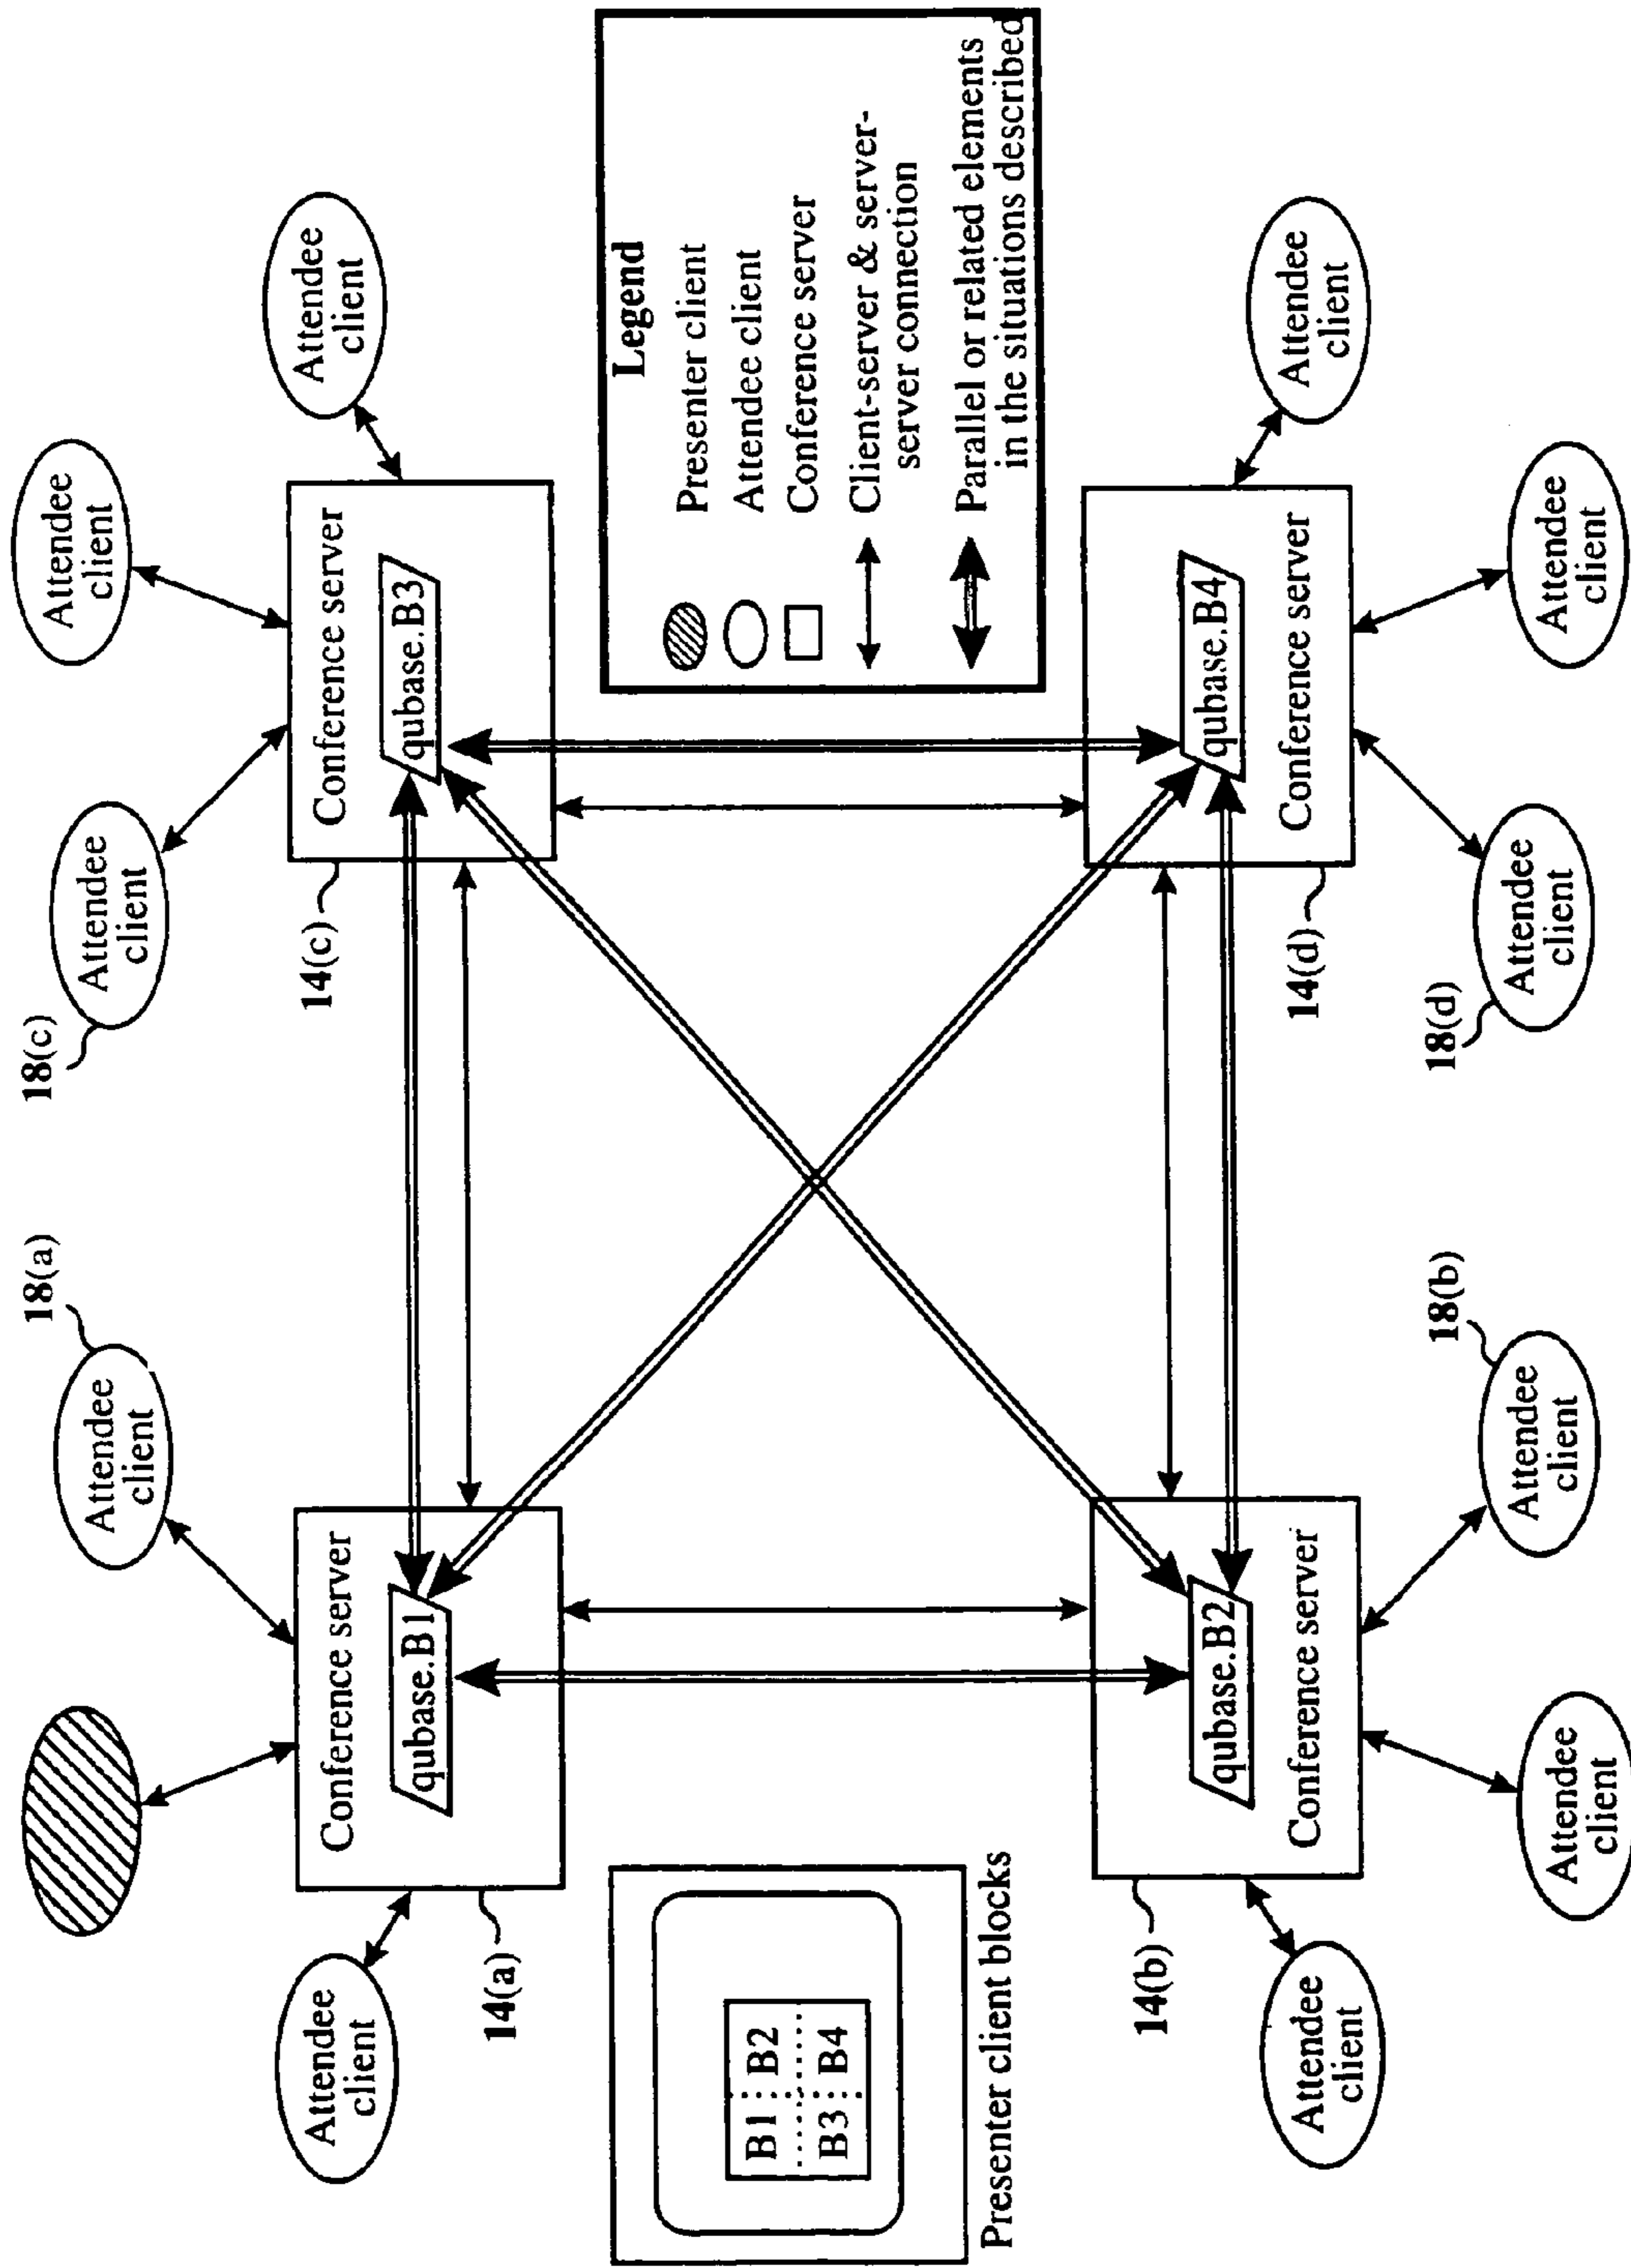 18(a)
18(c)
Attendee
client
Attendee
client
Attendee
client
Attendee
client
Attendee
client
Conference server
qubase.B1
14(a)
Conference server
qubase.B3
14(c)
B1
B2
B3
B4
Presenter client blocks
Legend
Presenter client
Attendee client
Conference server
Client-server & server-
server connection
Parallel or related elements
in the situations described
14(b)
qubase.B2
Conference server
14(d)
qubase.B4
Conference server
18(b)
18(d)
Attendee
client
Attendee
client
Attendee
client
Attendee
client
Attendee
client
Attendee
client